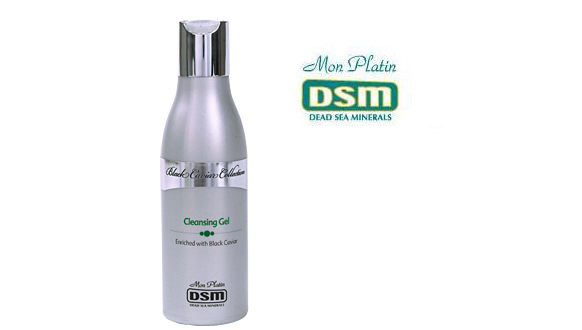 Mon Platin
DSM
DEAD SEA MINERALS
Black Caviar Collection
Cleansing Gel
Enriched with Black Caviar
Mon Platin
DSM
DEAD SEA MINERALS